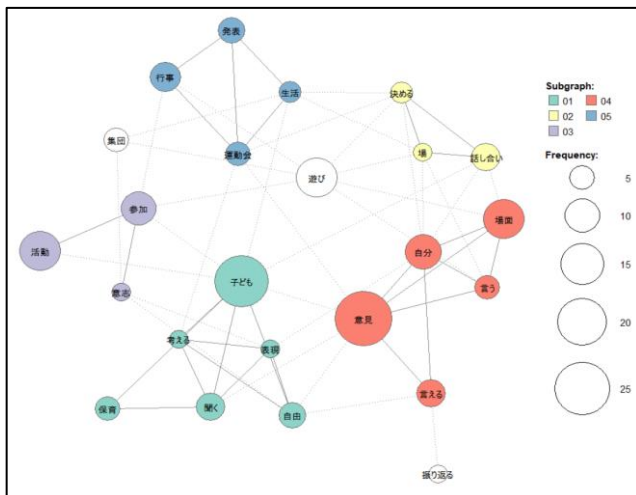 発表
行事
生活
決める
集団
運動会
場
話し合い
遊び
参加
場面
活動
自分
子ども
意志
言う
意見
考える
表現
保育
聞く
自由
言える
振り返る
Subgraph:
01 04
02 05
03
Frequency:
5
10
15
20
25